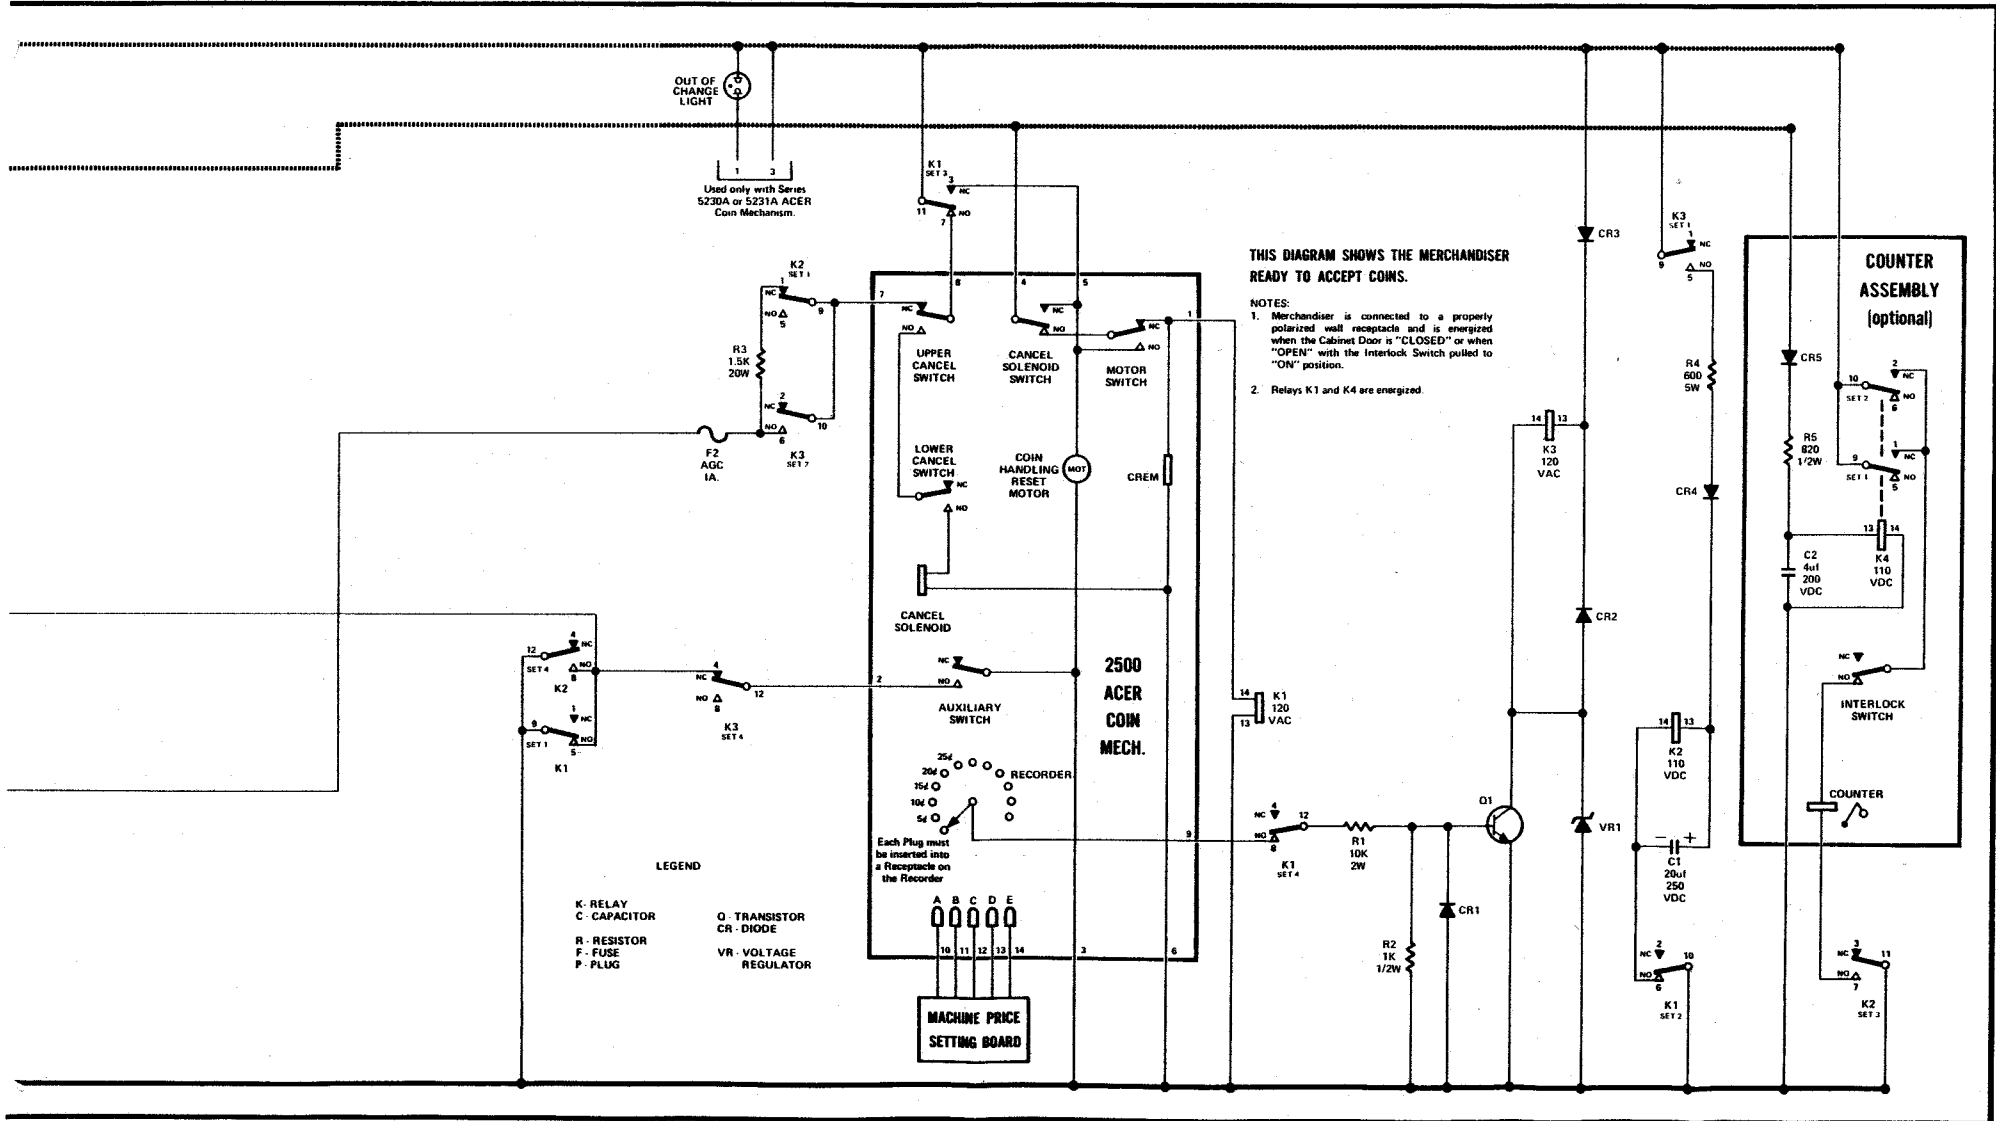 OUT OF
CHANGE
LIGHT
1 3
Used only with Series
5230A or 5231A ACER
Coin Mechanism.
K1
SET 3
3
NC
11
NO
7
K2
SET 1
1
NC
NO
5
9
R3
1.5K
20W
2
NC
NO
6
10
K3
SET 2
F2
AGC
1A.
7
8
4
5
1
NC
NO
UPPER
CANCEL
SWITCH
NC
NO
CANCEL
SOLENOID
SWITCH
NC
NO
MOTOR
SWITCH
LOWER
CANCEL
SWITCH
NC
NO
COIN
HANDLING
RESET
MOTOR
MOT
CREM
CANCEL
SOLENOID
NC
NO
2
AUXILIARY
SWITCH
2500
ACER
COIN
MECH.
25¢
20¢
15¢
10¢
5¢
RECORDER
9
Each Plug must
be inserted into
a Receptacle on
the Recorder
A B C D E
10 11 12 13 14
3
6
MACHINE PRICE
SETTING BOARD
4
12
NC
SET 4
NO
8
K2
1
9
NC
SET 1
NO
5
K1
4
NC
NO
8
12
K3
SET 4
LEGEND
K- RELAY
C - CAPACITOR
R - RESISTOR
F - FUSE
P - PLUG
Q - TRANSISTOR
CR - DIODE
VR - VOLTAGE
REGULATOR
THIS DIAGRAM SHOWS THE MERCHANDISER
READY TO ACCEPT COINS.
NOTES:
1. Merchandiser is connected to a properly
polarized wall receptacle and is energized
when the Cabinet Door is "CLOSED" or when
"OPEN" with the Interlock Switch pulled to
"ON" position.
2. Relays K1 and K4 are energized.
14
13
K1
120
VAC
4
NC
12
NO
8
K1
SET 4
R1
10K
2W
R2
1K
1/2W
CR1
Q1
VR1
CR2
CR3
14 13
K3
120
VAC
K3
SET 1
1
NC
9
NO
5
R4
600
5W
CR4
14 13
K2
110
VDC
− +
C1
20uf
250
VDC
2
NC
10
NO
6
K1
SET 2
COUNTER
ASSEMBLY
(optional)
CR5
R5
820
1/2W
2
NC
10
SET 2
NO
6
1
NC
9
SET 1
NO
5
13 14
K4
110
VDC
C2
4uf
200
VDC
NC
NO
INTERLOCK
SWITCH
COUNTER
3
NC
11
NO
7
K2
SET 3